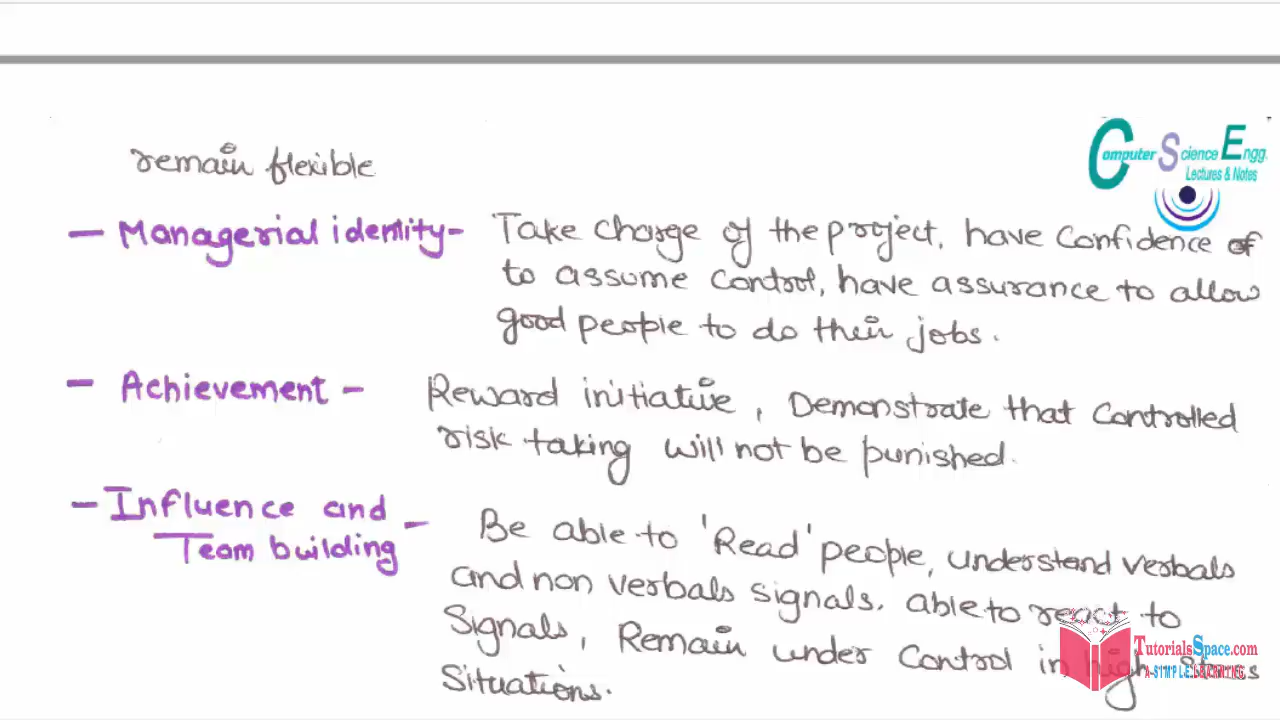 remain flexible
Computer Science Engg.
Lectures & Notes
- Managerial identity- Take charge of the project, have confidence of
to assume control, have assurance to allow
good people to do their jobs.
- Achievement - Reward initiative, Demonstrate that controlled
risk taking will not be punished.
- Influence and
Team building - Be able to 'Read' people, understand verbals
and non verbals signals. able to react to
Signals, Remain under control in high
Situations.
TutorialsSpace.com
A-SIMPLE-LEARNING